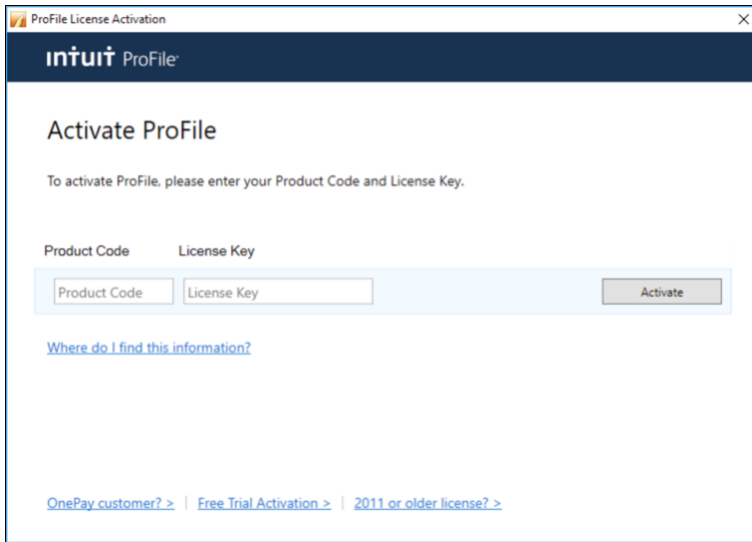 ProFile License Activation
intuit ProFile
Activate ProFile
To activate ProFile, please enter your Product Code and License Key.
Product Code License Key
Product Code License Key Activate
Where do I find this information?
OnePay customer? > | Free Trial Activation > | 2011 or older license? >